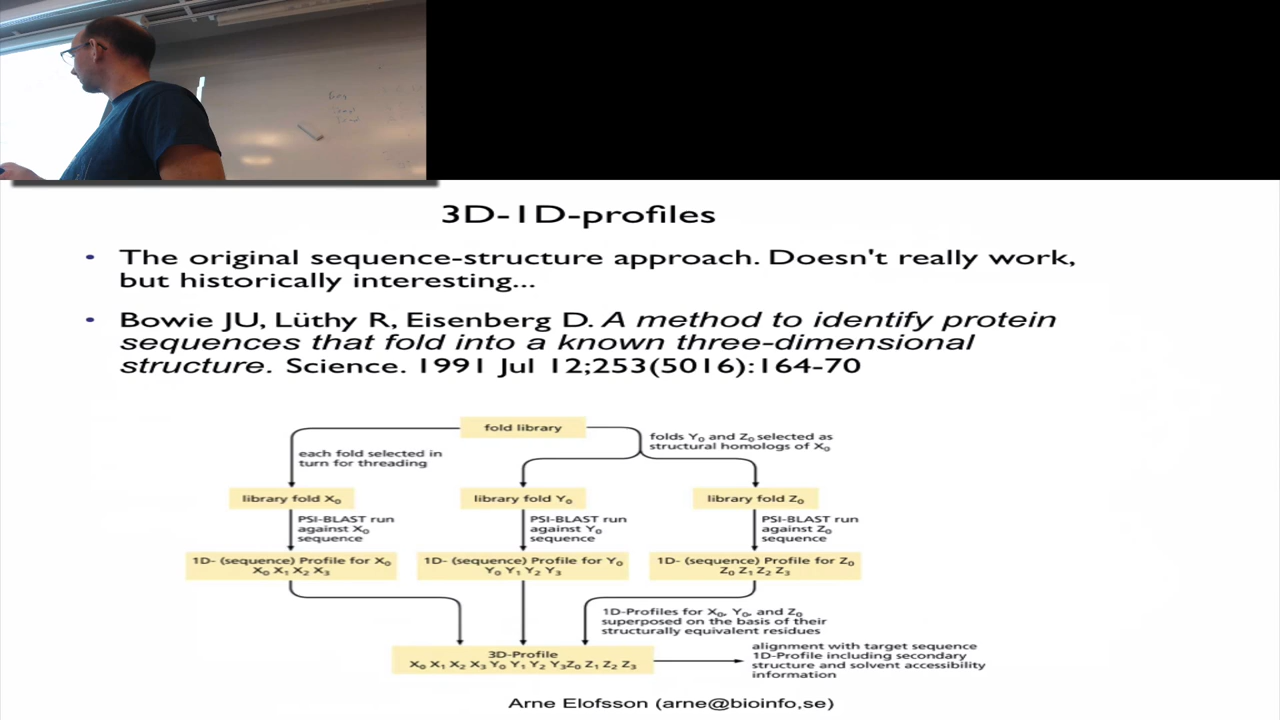 3D-1D-profiles
• The original sequence-structure approach. Doesn't really work,
but historically interesting...
• Bowie JU, Lüthy R, Eisenberg D. A method to identify protein
sequences that fold into a known three-dimensional
structure. Science. 1991 Jul 12;253(5016):164-70
fold library
each fold selected in
turn for threading
folds Y₀ and Z₀ selected as
structural homologs of X₀
library fold X₀
library fold Y₀
library fold Z₀
PSI-BLAST run
against X₀
sequence
PSI-BLAST run
against Y₀
sequence
PSI-BLAST run
against Z₀
sequence
1D- (sequence) Profile for X₀
X₀ X₁ X₂ X₃
1D- (sequence) Profile for Y₀
Y₀ Y₁ Y₂ Y₃
1D- (sequence) Profile for Z₀
Z₀ Z₁ Z₂ Z₃
1D-Profiles for X₀, Y₀, and Z₀
superposed on the basis of their
structurally equivalent residues
3D-Profile
X₀ X₁ X₂ X₃ Y₀ Y₁ Y₂ Y₃Z₀ Z₁ Z₂ Z₃
alignment with target sequence
1D-Profile including secondary
structure and solvent accessibility
information
Arne Elofsson (arne@bioinfo,se)